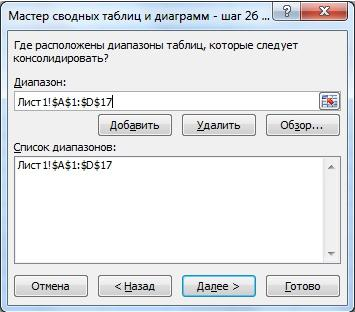 Мастер сводных таблиц и диаграмм - шаг 2б ...
Где расположены диапазоны таблиц, которые следует
консолидировать?
Диапазон:
Лист1!$A$1:$D$17
Добавить Удалить Обзор...
Список диапазонов:
Лист1!$A$1:$D$17
Отмена < Назад Далее > Готово